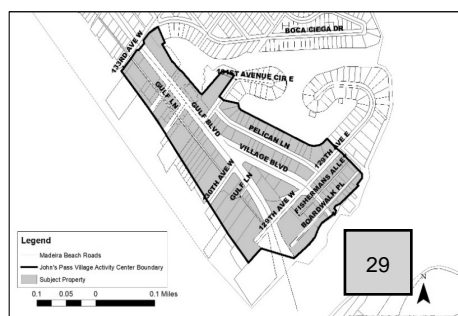 BOCA CIEGA DR
133RD AVE W
131ST AVENUE CIR E
GULF LN
GULF BLVD
PELICAN LN
129TH AVE E
VILLAGE BLVD
130TH AVE W
GULF LN
FISHERMANS ALLEY
129TH AVE W
BOARDWALK PL
Legend
Madeira Beach Roads
John's Pass Village Activity Center Boundary
Subject Property
0.1 0.05 0 0.1 Miles
29
N